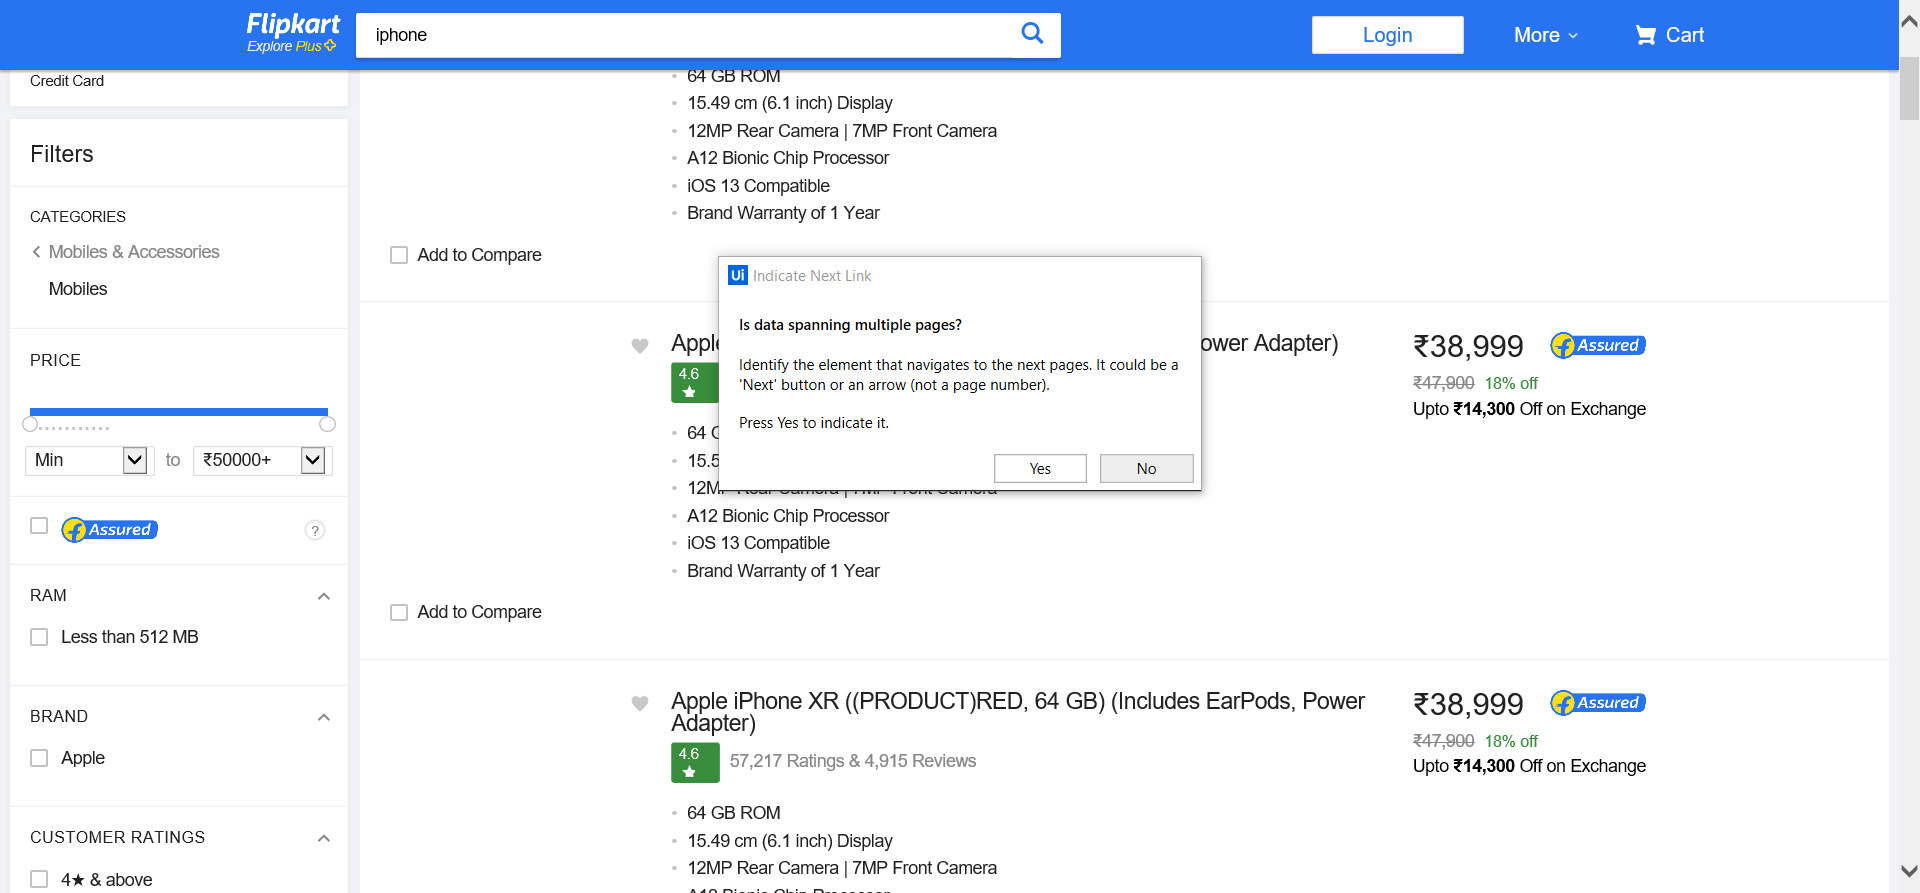 Flipkart
Explore Plus
iphone
Login
More
Cart
Credit Card
Filters
CATEGORIES
Mobiles & Accessories
Mobiles
PRICE
Min
to
₹50000+
Assured
?
RAM
Less than 512 MB
BRAND
Apple
CUSTOMER RATINGS
4★ & above
64 GB ROM
15.49 cm (6.1 inch) Display
12MP Rear Camera | 7MP Front Camera
A12 Bionic Chip Processor
iOS 13 Compatible
Brand Warranty of 1 Year
Add to Compare
Ui Indicate Next Link
Is data spanning multiple pages?
Identify the element that navigates to the next pages. It could be a
'Next' button or an arrow (not a page number).
Press Yes to indicate it.
Yes
No
ower Adapter)
4.6
12M Rear Camera | 7MP Front Camera
A12 Bionic Chip Processor
iOS 13 Compatible
Brand Warranty of 1 Year
Add to Compare
₹38,999
Assured
₹47,900 18% off
Upto ₹14,300 Off on Exchange
Apple iPhone XR ((PRODUCT)RED, 64 GB) (Includes EarPods, Power
Adapter)
4.6
57,217 Ratings & 4,915 Reviews
64 GB ROM
15.49 cm (6.1 inch) Display
12MP Rear Camera | 7MP Front Camera
₹38,999
Assured
₹47,900 18% off
Upto ₹14,300 Off on Exchange